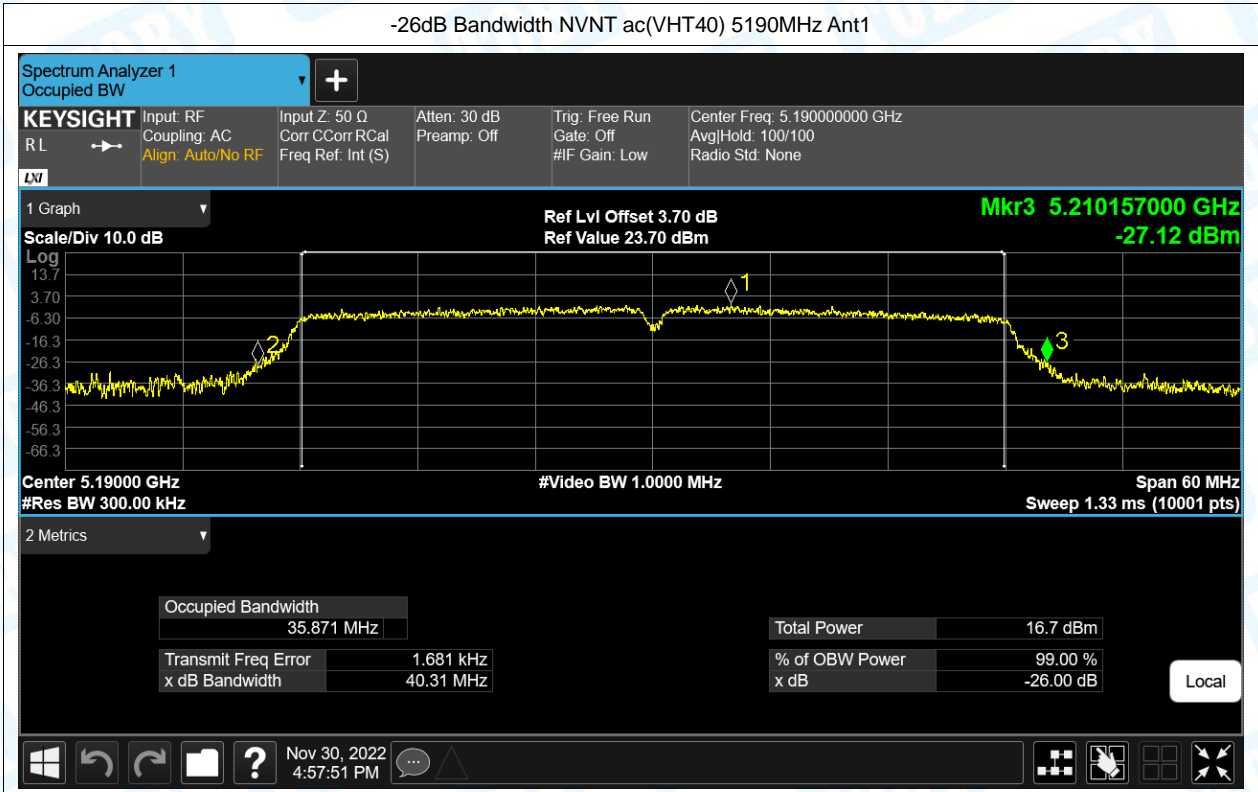 -26dB Bandwidth NVNT ac(VHT40) 5190MHz Ant1
Spectrum Analyzer 1
Occupied BW
+
KEYSIGHT
R L
LXI
Input: RF
Coupling: AC
Align: Auto/No RF
Input Z: 50 Ω
Corr CCorr RCal
Freq Ref: Int (S)
Atten: 30 dB
Preamp: Off
Trig: Free Run
Gate: Off
#IF Gain: Low
Center Freq: 5.190000000 GHz
Avg|Hold: 100/100
Radio Std: None
1 Graph
Scale/Div 10.0 dB
Ref Lvl Offset 3.70 dB
Ref Value 23.70 dBm
Mkr3 5.210157000 GHz
-27.12 dBm
Log
13.7
3.70
-6.30
-16.3
-26.3
-36.3
-46.3
-56.3
-66.3
1
2
3
Center 5.19000 GHz
#Video BW 1.0000 MHz
Span 60 MHz
#Res BW 300.00 kHz
Sweep 1.33 ms (10001 pts)
2 Metrics
Occupied Bandwidth
35.871 MHz
Total Power 16.7 dBm
Transmit Freq Error 1.681 kHz
% of OBW Power 99.00 %
x dB Bandwidth 40.31 MHz
x dB -26.00 dB
Local
?
Nov 30, 2022
4:57:51 PM